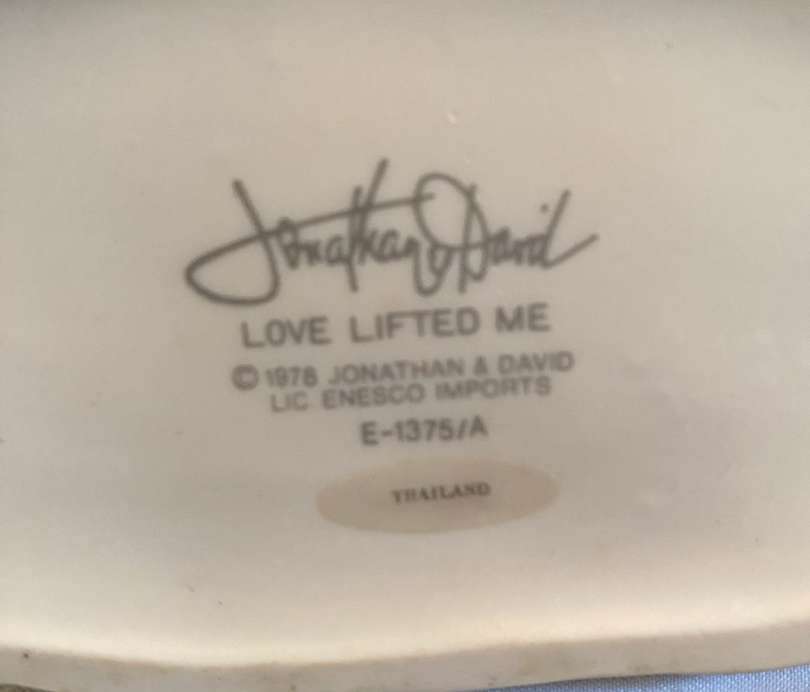 Jonathan & David
LOVE LIFTED ME
© 1978 JONATHAN & DAVID
LIC. ENESCO IMPORTS
E-1375/A
THAILAND